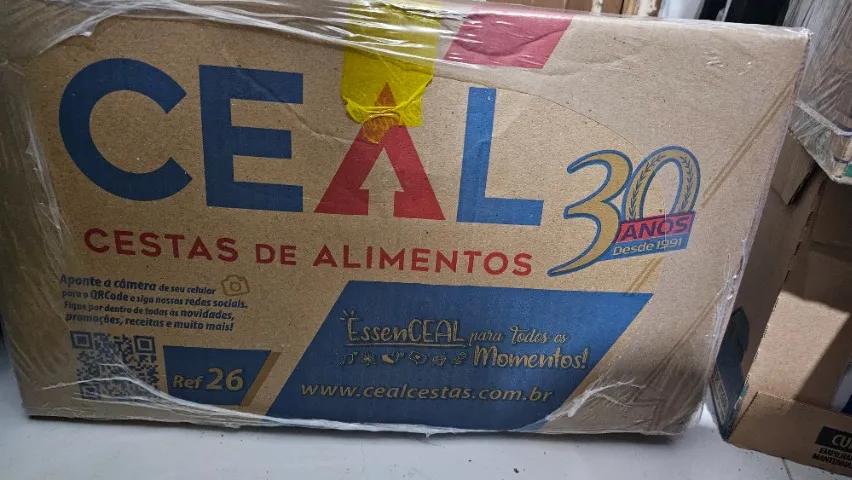 CEAL
CESTAS DE ALIMENTOS
30
ANOS
Desde 1991
Aponte a câmera de seu celular
para o QRCode e siga nossas redes sociais.
Fique por dentro de todas as novidades,
promoções, receitas e muito mais!
Ref 26
EssenCEAL para todos os
Momentos!
www.cealcestas.com.br